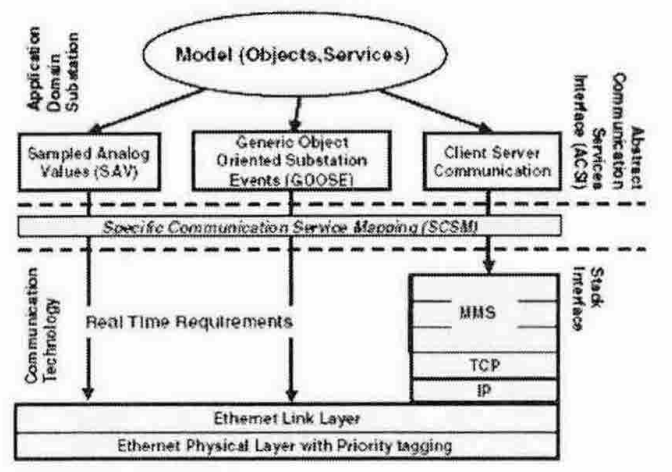 Model (Objects,Services)
Application
Domain
Substation
Sampled Analog
Values (SAV)
Generic Object
Oriented Substation
Events (GOOSE)
Client Server
Communication
Abstract
Communication
Services
Interface (ACSI)
Specific Communication Service Mapping (SCSM)
Communication
Technology
Real Time Requirements
MMS
TCP
IP
Stack
Interface
Ethernet Link Layer
Ethernet Physical Layer with Priority tagging